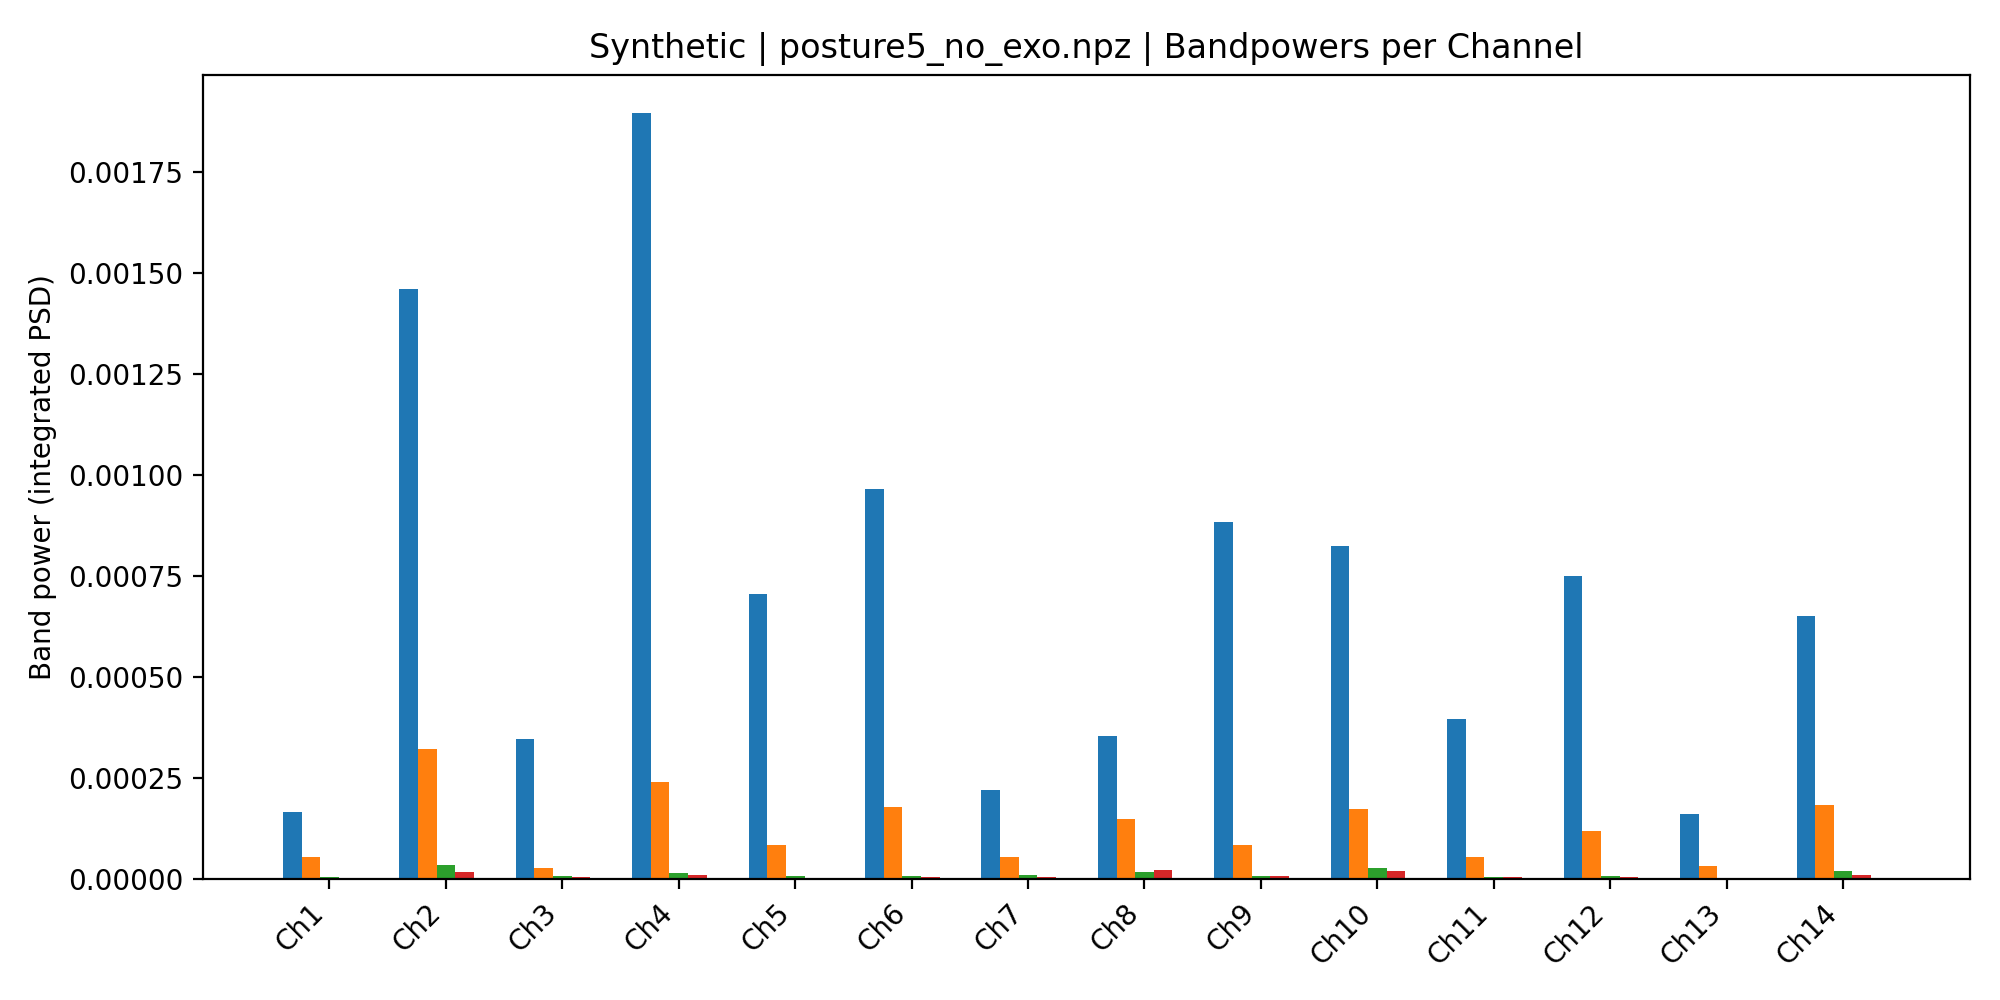 Synthetic | posture5_no_exo.npz | Bandpowers per Channel
Band power (integrated PSD)
0.00175
0.00150
0.00125
0.00100
0.00075
0.00050
0.00025
0.00000
Ch1
Ch2
Ch3
Ch4
Ch5
Ch6
Ch7
Ch8
Ch9
Ch10
Ch11
Ch12
Ch13
Ch14